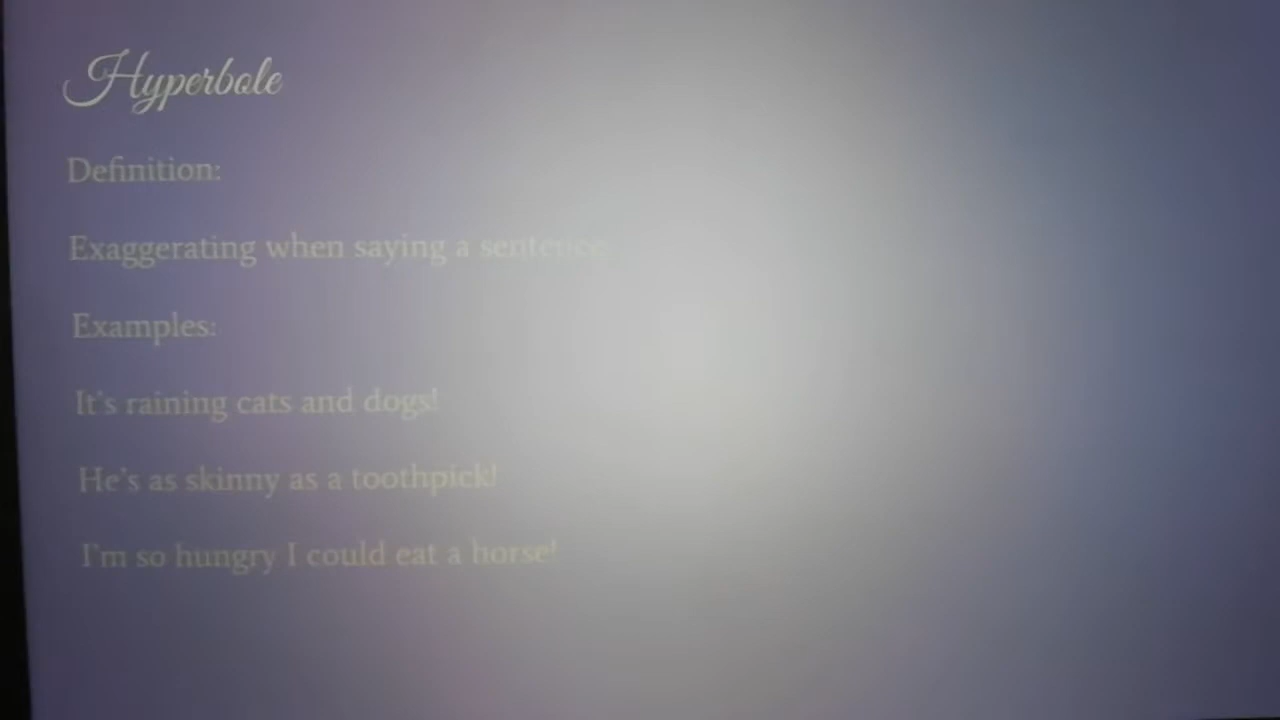 Hyperbole
Definition:
Exaggerating when saying a sentence.
Examples:
It's raining cats and dogs!
He's as skinny as a toothpick!
I'm so hungry I could eat a horse!